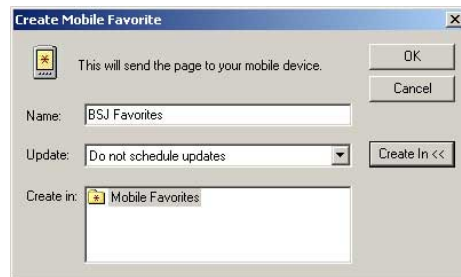 Create Mobile Favorite
This will send the page to your mobile device.
OK
Cancel
Name: BSJ Favorites
Update: Do not schedule updates
Create In <<
Create in: Mobile Favorites